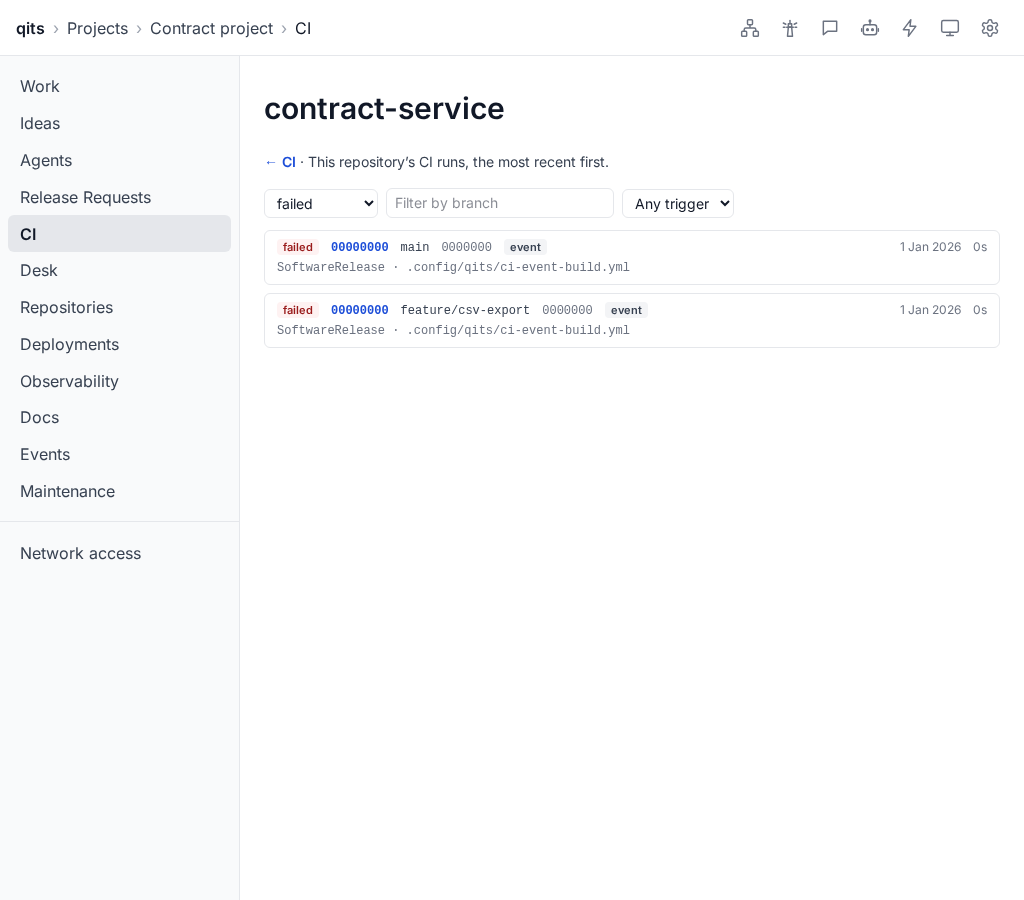 qits › Projects › Contract project › CI
Work
Ideas
Agents
Release Requests
CI
Desk
Repositories
Deployments
Observability
Docs
Events
Maintenance
Network access
contract-service
← CI · This repository’s CI runs, the most recent first.
failed Filter by branch Any trigger
failed 00000000 main 0000000 event 1 Jan 2026 0s
SoftwareRelease · .config/qits/ci-event-build.yml
failed 00000000 feature/csv-export 0000000 event 1 Jan 2026 0s
SoftwareRelease · .config/qits/ci-event-build.yml